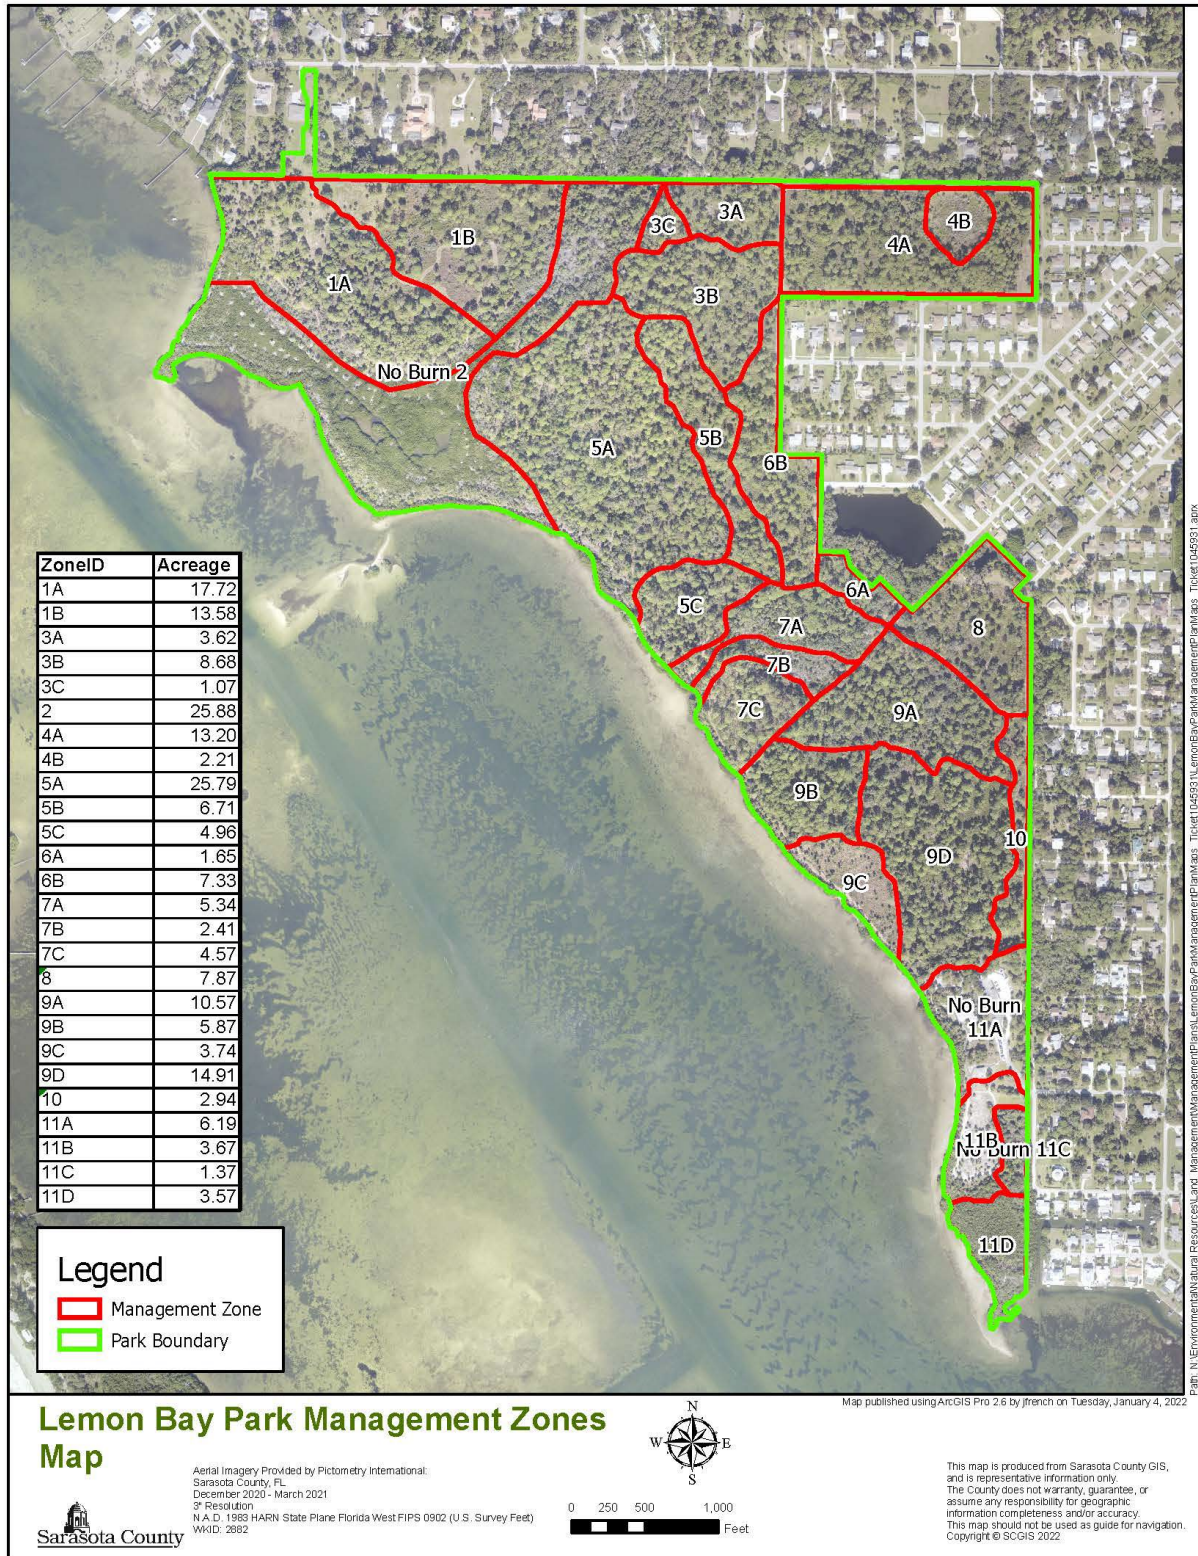 3A
3C
4B
1B
4A
1A
3B
No Burn 2
5B
5A
6B
6A
5C
7A
8
7B
7C
9A
9B
10
9D
9C
No Burn
11A
11B
No Burn 11C
11D
ZoneID Acreage
1A 17.72
1B 13.58
3A 3.62
3B 8.68
3C 1.07
2 25.88
4A 13.20
4B 2.21
5A 25.79
5B 6.71
5C 4.96
6A 1.65
6B 7.33
7A 5.34
7B 2.41
7C 4.57
8 7.87
9A 10.57
9B 5.87
9C 3.74
9D 14.91
10 2.94
11A 6.19
11B 3.67
11C 1.37
11D 3.57
Legend
Management Zone
Park Boundary
Path: N:\Environmental\Natural Resources\Land_Management\ManagementPlans\LemonBayParkManagementPlanMaps_Ticket1045931\LemonBayParkManagementPlanMaps_Ticket1045931.aprx
Map published using ArcGIS Pro 2.6 by jfrench on Tuesday, January 4, 2022
Lemon Bay Park Management Zones
Map
Sarasota County
Aerial Imagery Provided by Pictometry International:
Sarasota County, FL
December 2020 - March 2021
3" Resolution
N.A.D. 1983 HARN State Plane Florida West FIPS 0902 (U.S. Survey Feet)
WKID: 2882
N
W E
S
0 250 500 1,000
Feet
This map is produced from Sarasota County GIS,
and is representative information only.
The County does not warranty, guarantee, or
assume any responsibility for geographic
information completeness and/or accuracy.
This map should not be used as guide for navigation.
Copyright © SCGIS 2022